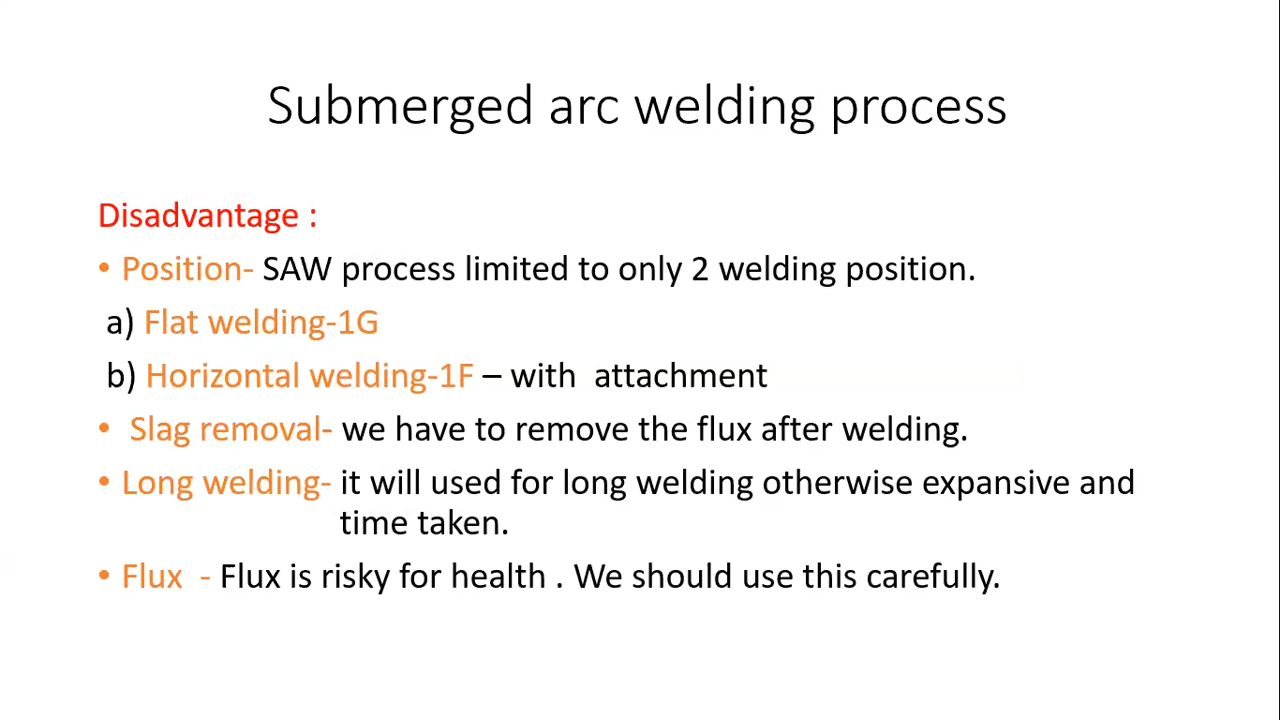 Submerged arc welding process
Disadvantage :
• Position- SAW process limited to only 2 welding position.
a) Flat welding-1G
b) Horizontal welding-1F – with  attachment
• Slag removal- we have to remove the flux after welding.
• Long welding- it will used for long welding otherwise expansive and
time taken.
• Flux  - Flux is risky for health . We should use this carefully.